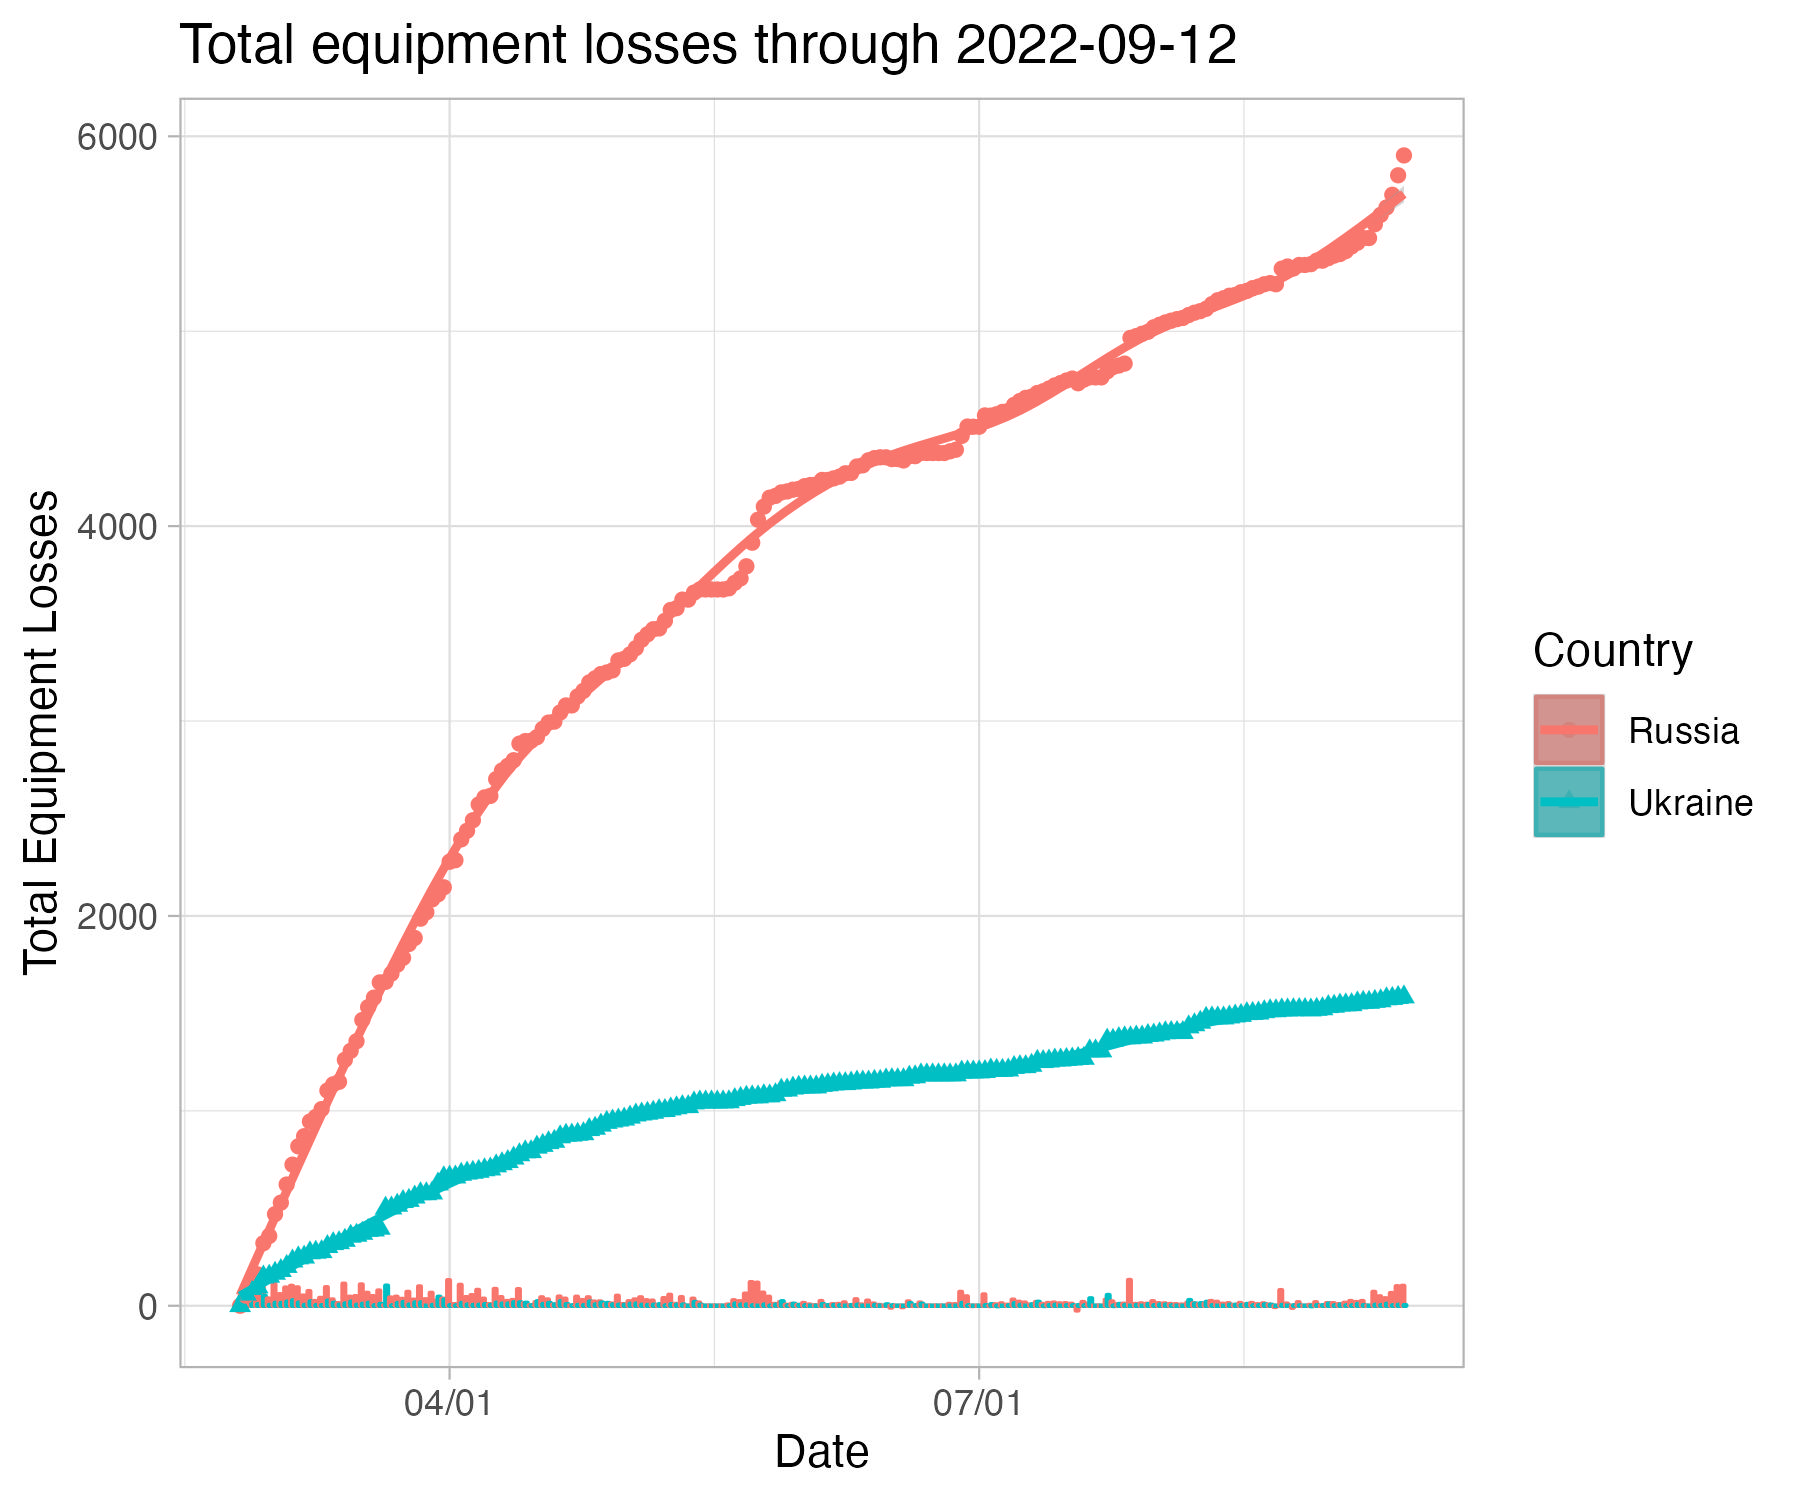 Total equipment losses through 2022-09-12
Total Equipment Losses
6000
4000
2000
0
04/01
07/01
Date
Country
Russia
Ukraine